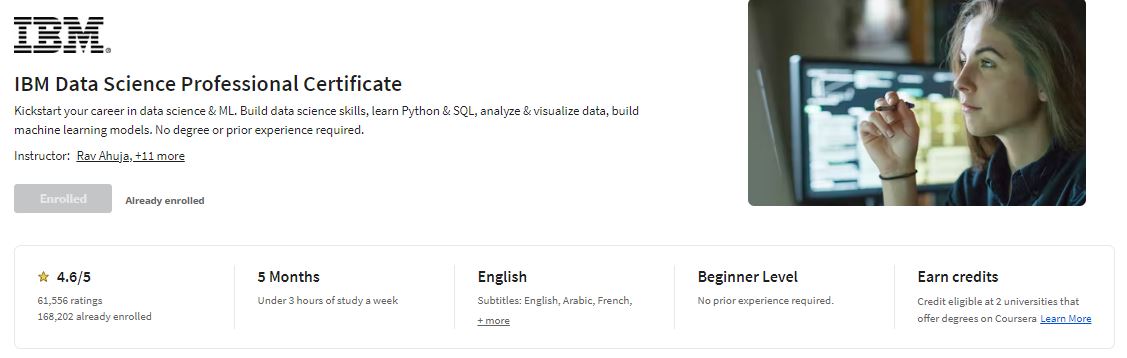 IBM®
IBM Data Science Professional Certificate
Kickstart your career in data science & ML. Build data science skills, learn Python & SQL, analyze & visualize data, build
machine learning models. No degree or prior experience required.
Instructor: Rav Ahuja, +11 more
Enrolled Already enrolled
4.6/5
61,556 ratings
168,202 already enrolled
5 Months
Under 3 hours of study a week
English
Subtitles: English, Arabic, French,
+ more
Beginner Level
No prior experience required.
Earn credits
Credit eligible at 2 universities that
offer degrees on Coursera Learn More